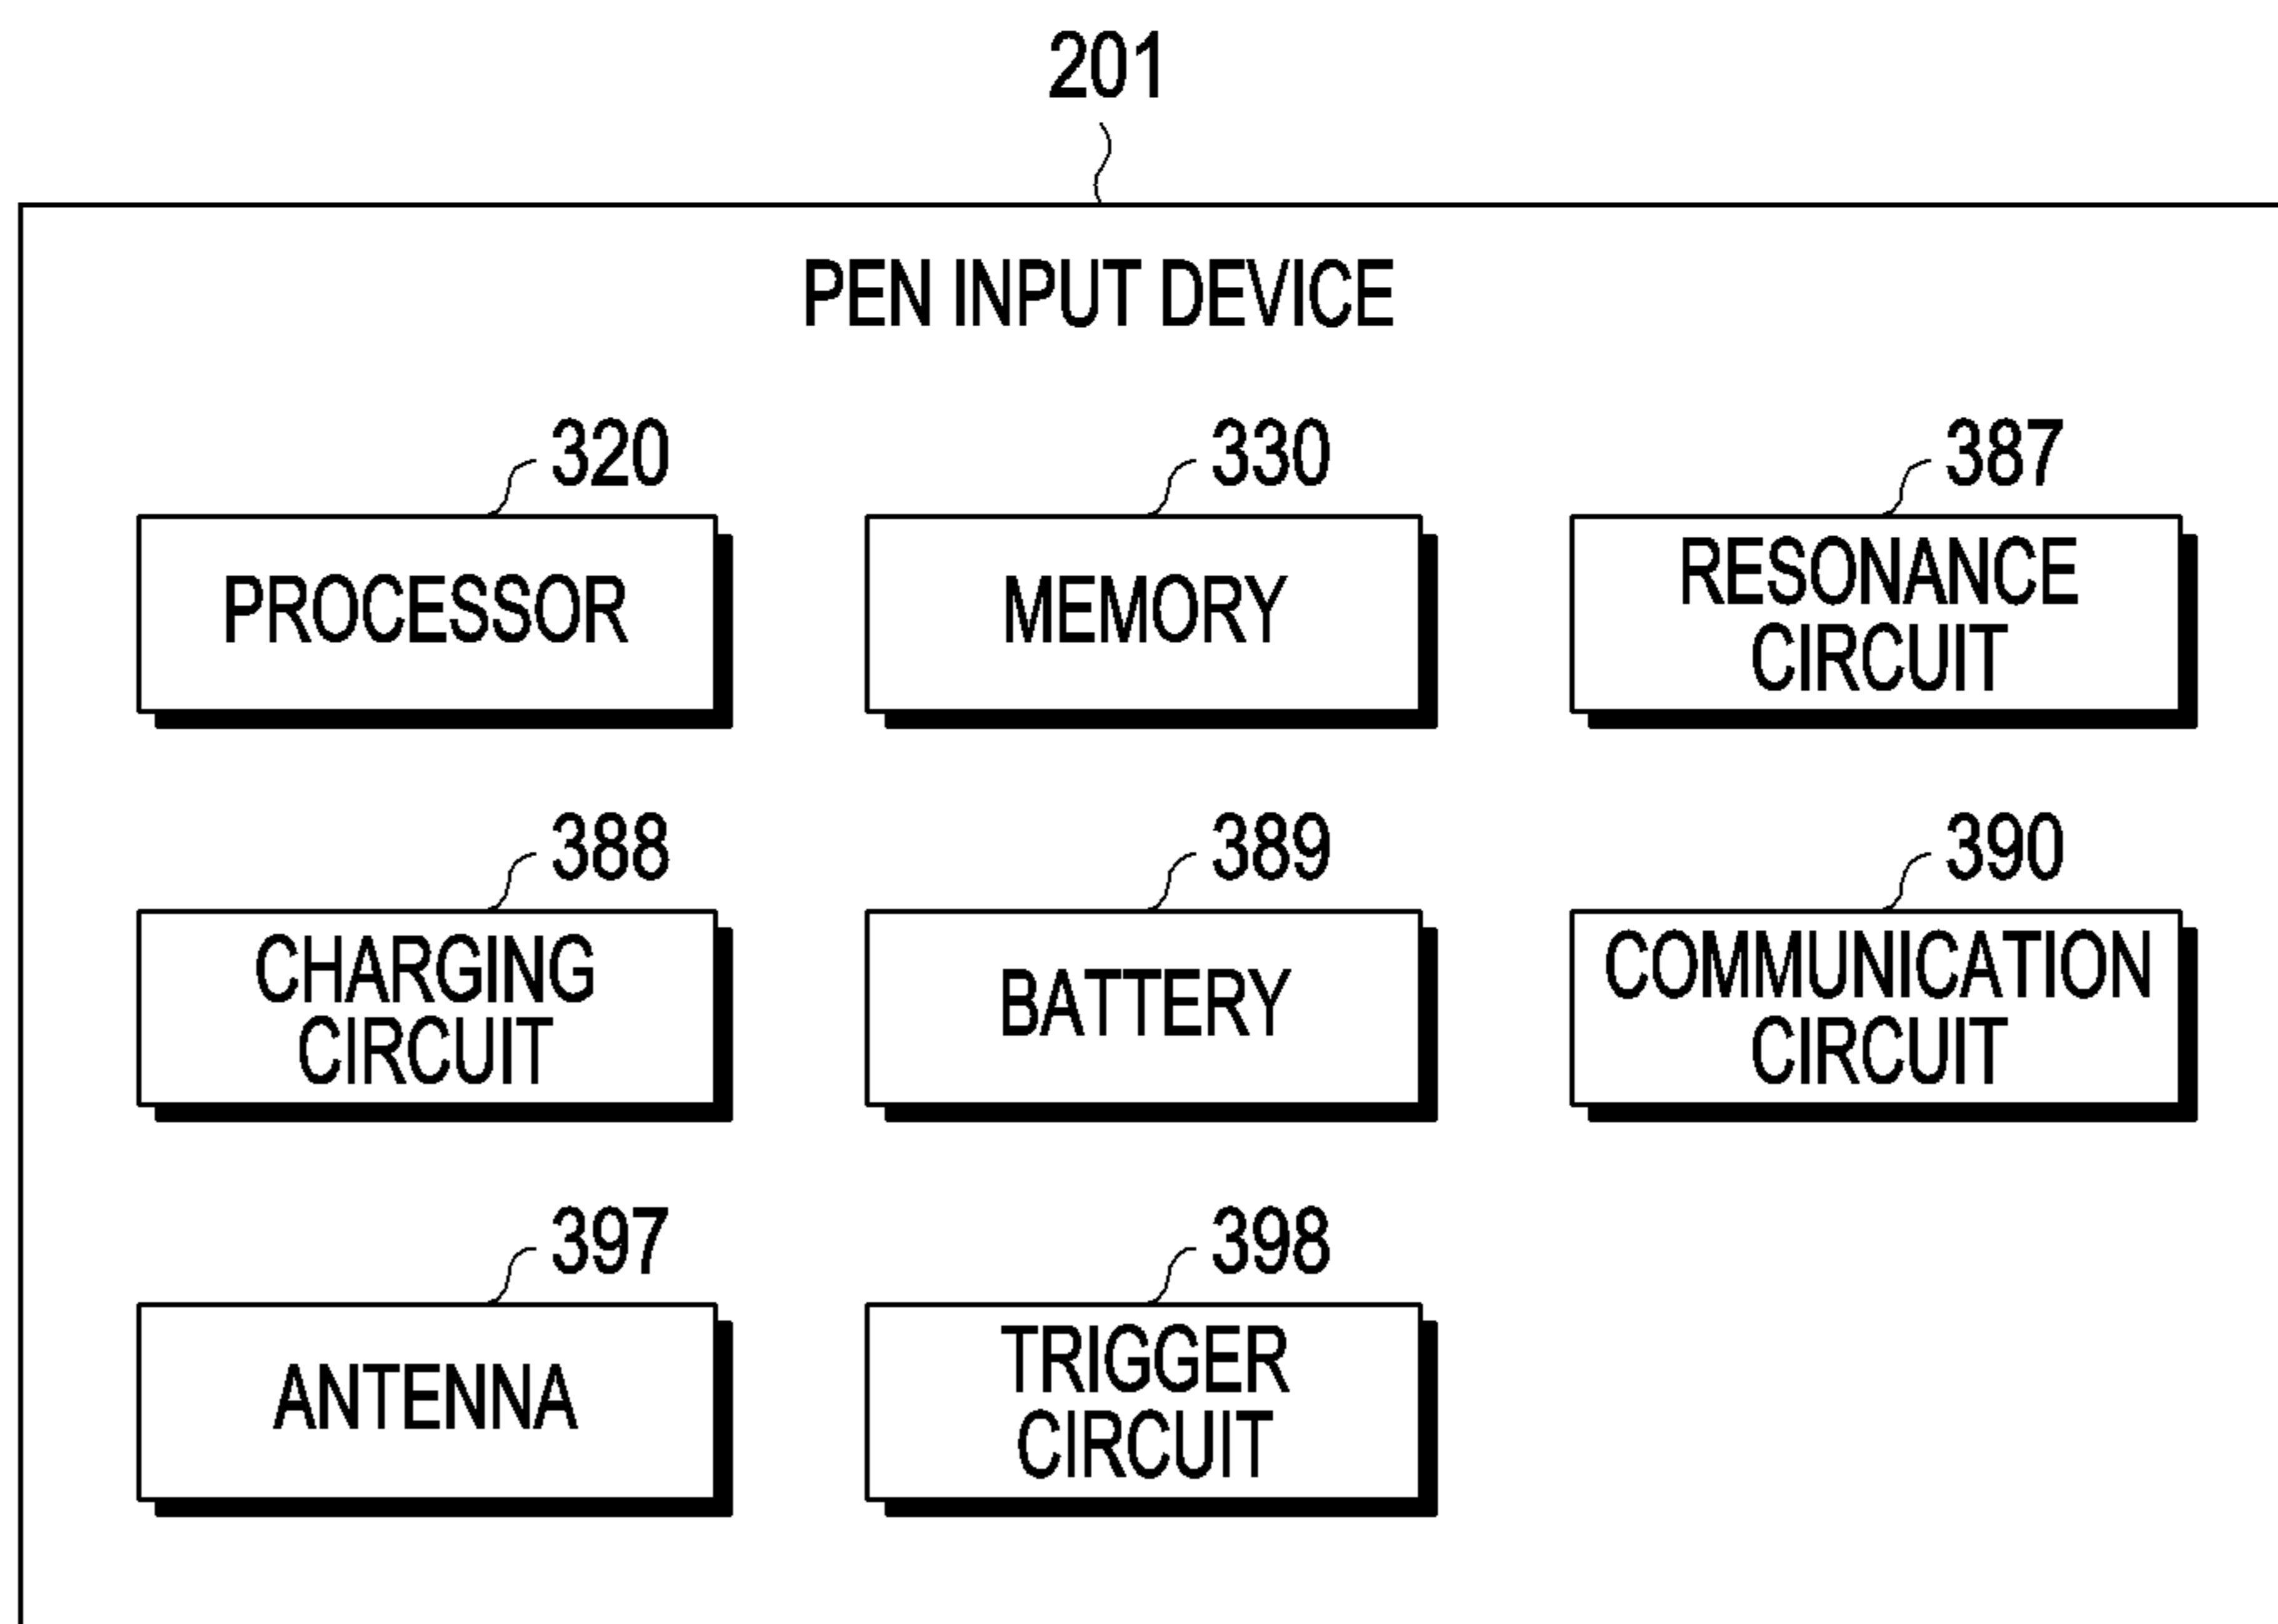 201
PEN INPUT DEVICE
320
PROCESSOR
330
MEMORY
387
RESONANCE
CIRCUIT
388
CHARGING
CIRCUIT
389
BATTERY
390
COMMUNICATION
CIRCUIT
397
ANTENNA
398
TRIGGER
CIRCUIT